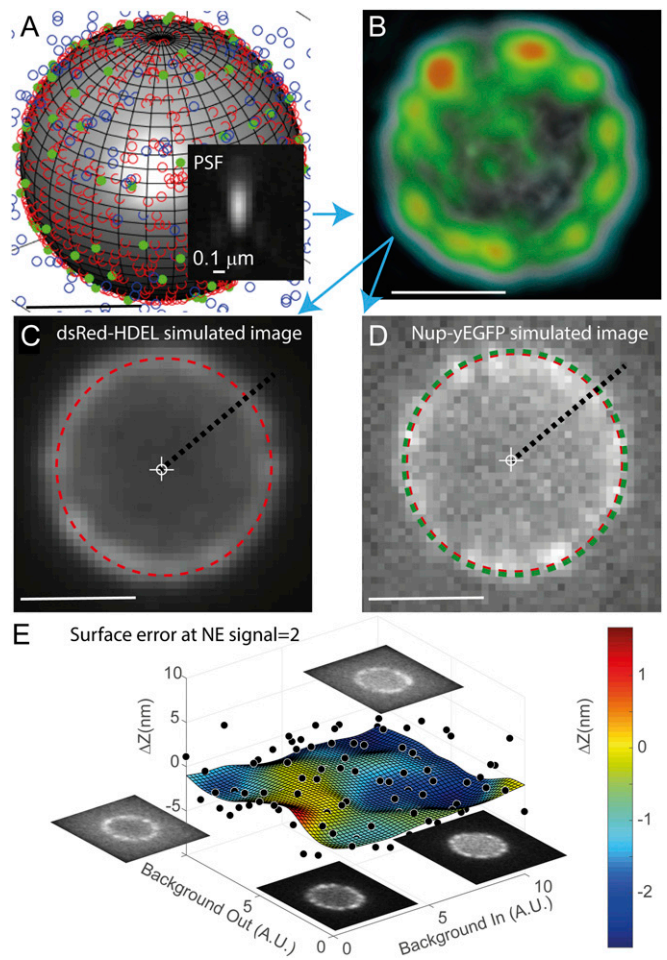 A
B
PSF
0.1 μm
C dsRed-HDEL simulated image
D Nup-yEGFP simulated image
E Surface error at NE signal=2
10
5
0
-5
ΔZ(nm)
Background Out (A.U.)
5
0
0
5
10
Background In (A.U.)
ΔZ(nm)
1
0
-1
-2